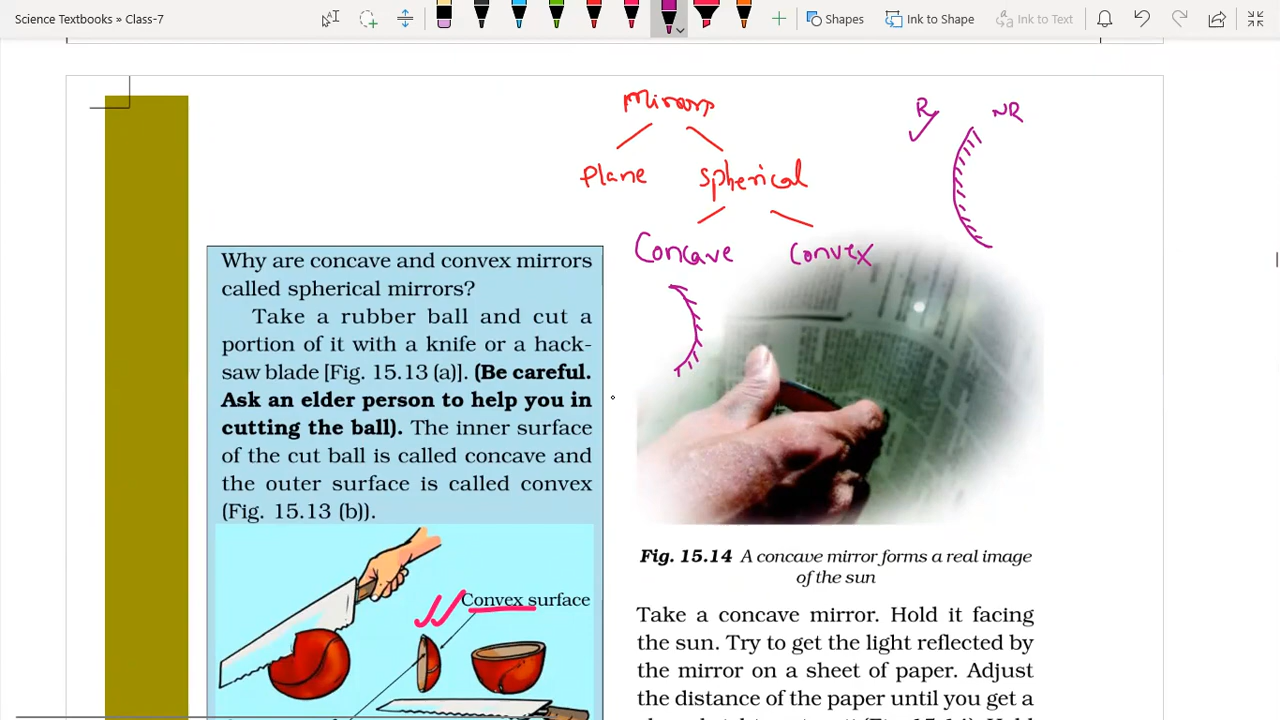 Science Textbooks » Class-7
Shapes
Ink to Shape
Ink to Text
Mirrors
Plane
Spherical
Concave
Convex
R
NR
Why are concave and convex mirrors
called spherical mirrors?
Take a rubber ball and cut a
portion of it with a knife or a hack-
saw blade [Fig. 15.13 (a)]. (Be careful.
Ask an elder person to help you in
cutting the ball). The inner surface
of the cut ball is called concave and
the outer surface is called convex
(Fig. 15.13 (b)).
Convex surface
Fig. 15.14 A concave mirror forms a real image
of the sun
Take a concave mirror. Hold it facing
the sun. Try to get the light reflected by
the mirror on a sheet of paper. Adjust
the distance of the paper until you get a